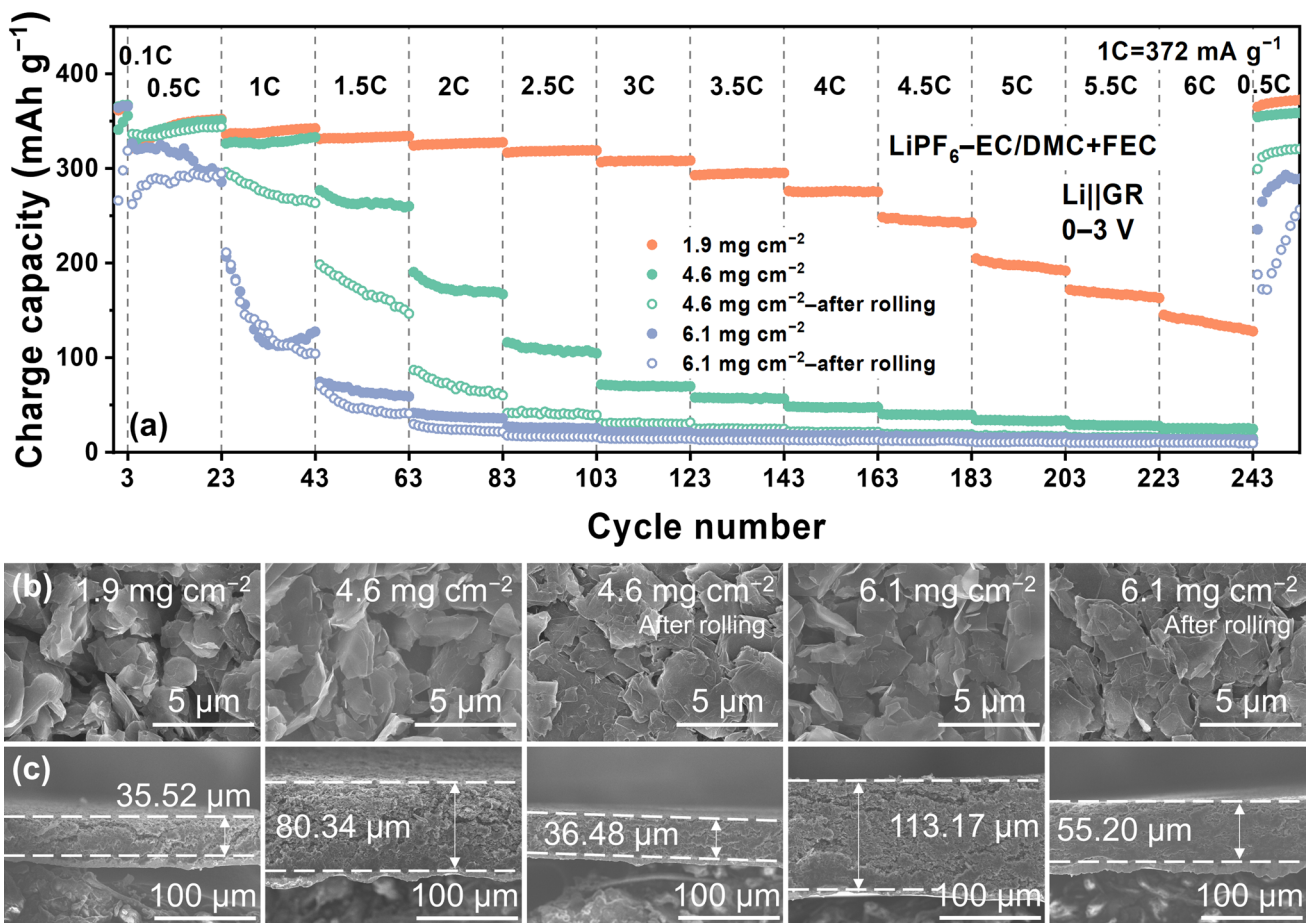 Charge capacity (mAh g⁻¹)
400
300
200
100
0
0.1C
0.5C
1C
1.5C
2C
2.5C
3C
3.5C
4C
4.5C
5C
5.5C
6C
0.5C
1C=372 mA g⁻¹
LiPF₆–EC/DMC+FEC
Li||GR
0–3 V
1.9 mg cm⁻²
4.6 mg cm⁻²
4.6 mg cm⁻²–after rolling
6.1 mg cm⁻²
6.1 mg cm⁻²–after rolling
(a)
3 23 43 63 83 103 123 143 163 183 203 223 243
Cycle number
(b)
1.9 mg cm⁻²
5 μm
4.6 mg cm⁻²
5 μm
4.6 mg cm⁻²
After rolling
5 μm
6.1 mg cm⁻²
5 μm
6.1 mg cm⁻²
After rolling
5 μm
(c)
35.52 μm
100 μm
80.34 μm
100 μm
36.48 μm
100 μm
113.17 μm
100 μm
55.20 μm
100 μm